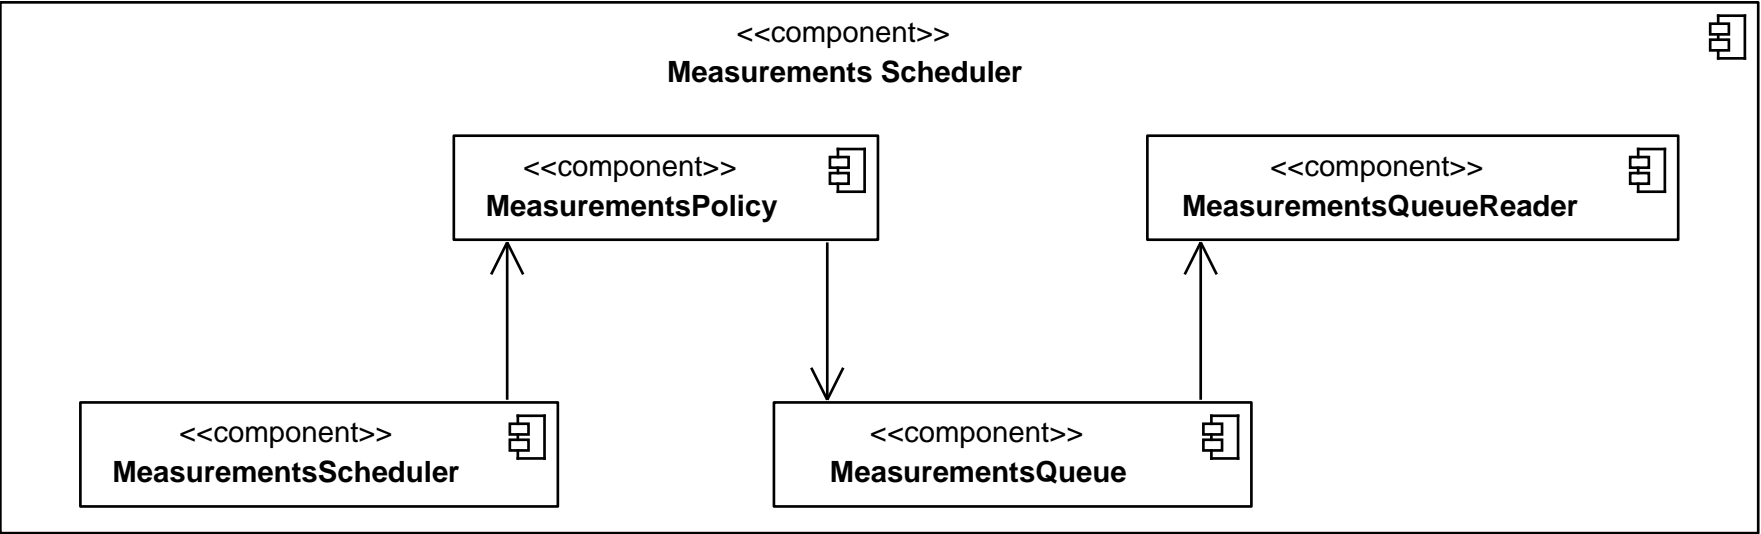 <<component>>
Measurements Scheduler
<<component>>
MeasurementsPolicy
<<component>>
MeasurementsQueueReader
<<component>>
MeasurementsScheduler
<<component>>
MeasurementsQueue